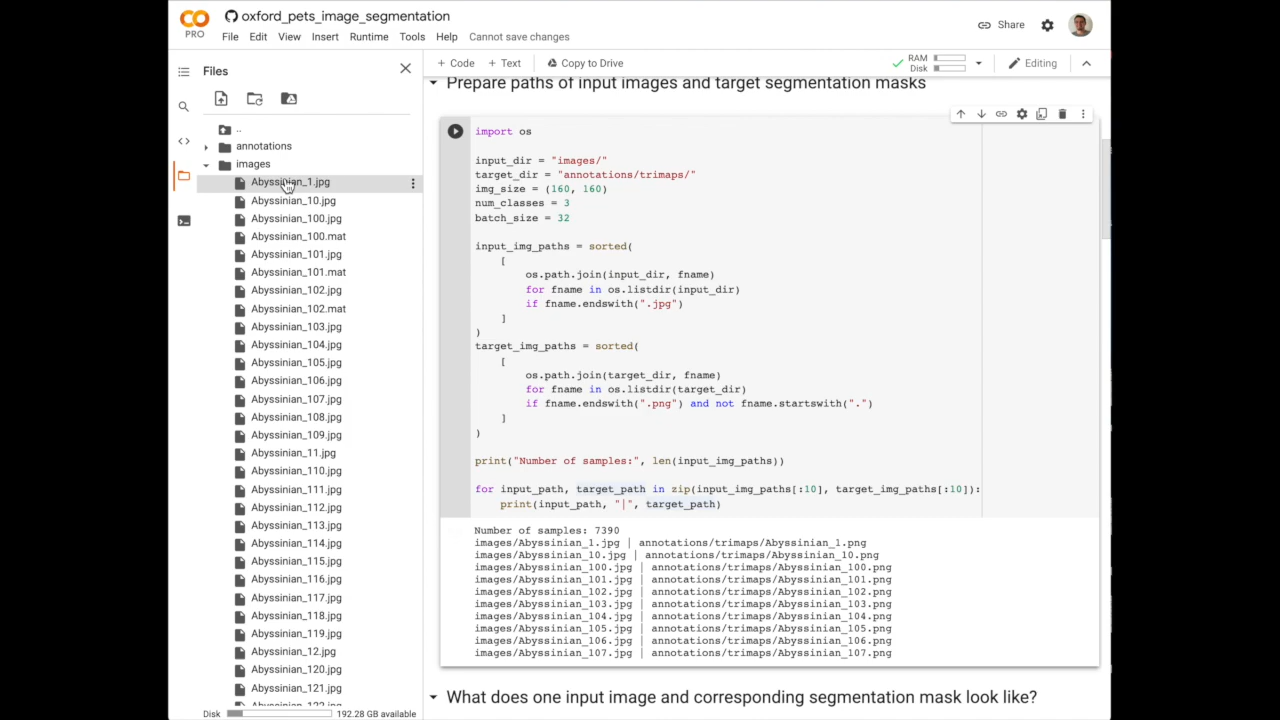 CO
PRO
oxford_pets_image_segmentation
File Edit View Insert Runtime Tools Help Cannot save changes
Share
Files
+ Code + Text Copy to Drive
RAM
Disk
Editing
..
annotations
images
Abyssinian_1.jpg
Abyssinian_10.jpg
Abyssinian_100.jpg
Abyssinian_100.mat
Abyssinian_101.jpg
Abyssinian_101.mat
Abyssinian_102.jpg
Abyssinian_102.mat
Abyssinian_103.jpg
Abyssinian_104.jpg
Abyssinian_105.jpg
Abyssinian_106.jpg
Abyssinian_107.jpg
Abyssinian_108.jpg
Abyssinian_109.jpg
Abyssinian_11.jpg
Abyssinian_110.jpg
Abyssinian_111.jpg
Abyssinian_112.jpg
Abyssinian_113.jpg
Abyssinian_114.jpg
Abyssinian_115.jpg
Abyssinian_116.jpg
Abyssinian_117.jpg
Abyssinian_118.jpg
Abyssinian_119.jpg
Abyssinian_12.jpg
Abyssinian_120.jpg
Abyssinian_121.jpg
Abyssinian_122.jpg
Disk 192.28 GB available
Prepare paths of input images and target segmentation masks
import os
input_dir = "images/"
target_dir = "annotations/trimaps/"
img_size = (160, 160)
num_classes = 3
batch_size = 32
input_img_paths = sorted(
[
os.path.join(input_dir, fname)
for fname in os.listdir(input_dir)
if fname.endswith(".jpg")
]
)
target_img_paths = sorted(
[
os.path.join(target_dir, fname)
for fname in os.listdir(target_dir)
if fname.endswith(".png") and not fname.startswith(".")
]
)
print("Number of samples:", len(input_img_paths))
for input_path, target_path in zip(input_img_paths[:10], target_img_paths[:10]):
print(input_path, "|", target_path)
Number of samples: 7390
images/Abyssinian_1.jpg | annotations/trimaps/Abyssinian_1.png
images/Abyssinian_10.jpg | annotations/trimaps/Abyssinian_10.png
images/Abyssinian_100.jpg | annotations/trimaps/Abyssinian_100.png
images/Abyssinian_101.jpg | annotations/trimaps/Abyssinian_101.png
images/Abyssinian_102.jpg | annotations/trimaps/Abyssinian_102.png
images/Abyssinian_103.jpg | annotations/trimaps/Abyssinian_103.png
images/Abyssinian_104.jpg | annotations/trimaps/Abyssinian_104.png
images/Abyssinian_105.jpg | annotations/trimaps/Abyssinian_105.png
images/Abyssinian_106.jpg | annotations/trimaps/Abyssinian_106.png
images/Abyssinian_107.jpg | annotations/trimaps/Abyssinian_107.png
What does one input image and corresponding segmentation mask look like?